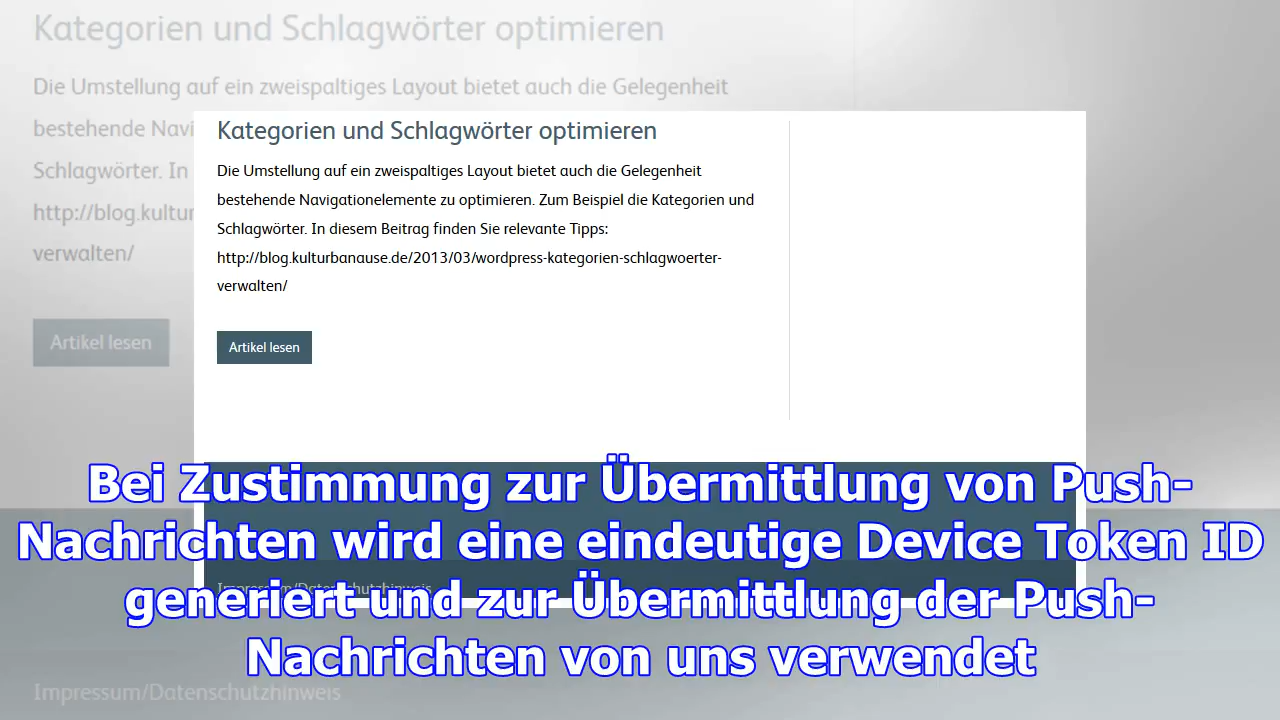 Kategorien und Schlagwörter optimieren
Die Umstellung auf ein zweispaltiges Layout bietet auch die Gelegenheit
bestehende Navi
Schlagwörter. In
http://blog.kultur
verwalten/
Artikel lesen
Kategorien und Schlagwörter optimieren
Die Umstellung auf ein zweispaltiges Layout bietet auch die Gelegenheit
bestehende Navigationelemente zu optimieren. Zum Beispiel die Kategorien und
Schlagwörter. In diesem Beitrag finden Sie relevante Tipps:
http://blog.kulturbanause.de/2013/03/wordpress-kategorien-schlagwoerter-
verwalten/
Artikel lesen
Bei Zustimmung zur Übermittlung von Push-
Nachrichten wird eine eindeutige Device Token ID
Impressum/Datenschutzhinweis
generiert und zur Übermittlung der Push-
Nachrichten von uns verwendet
Impressum/Datenschutzhinweis